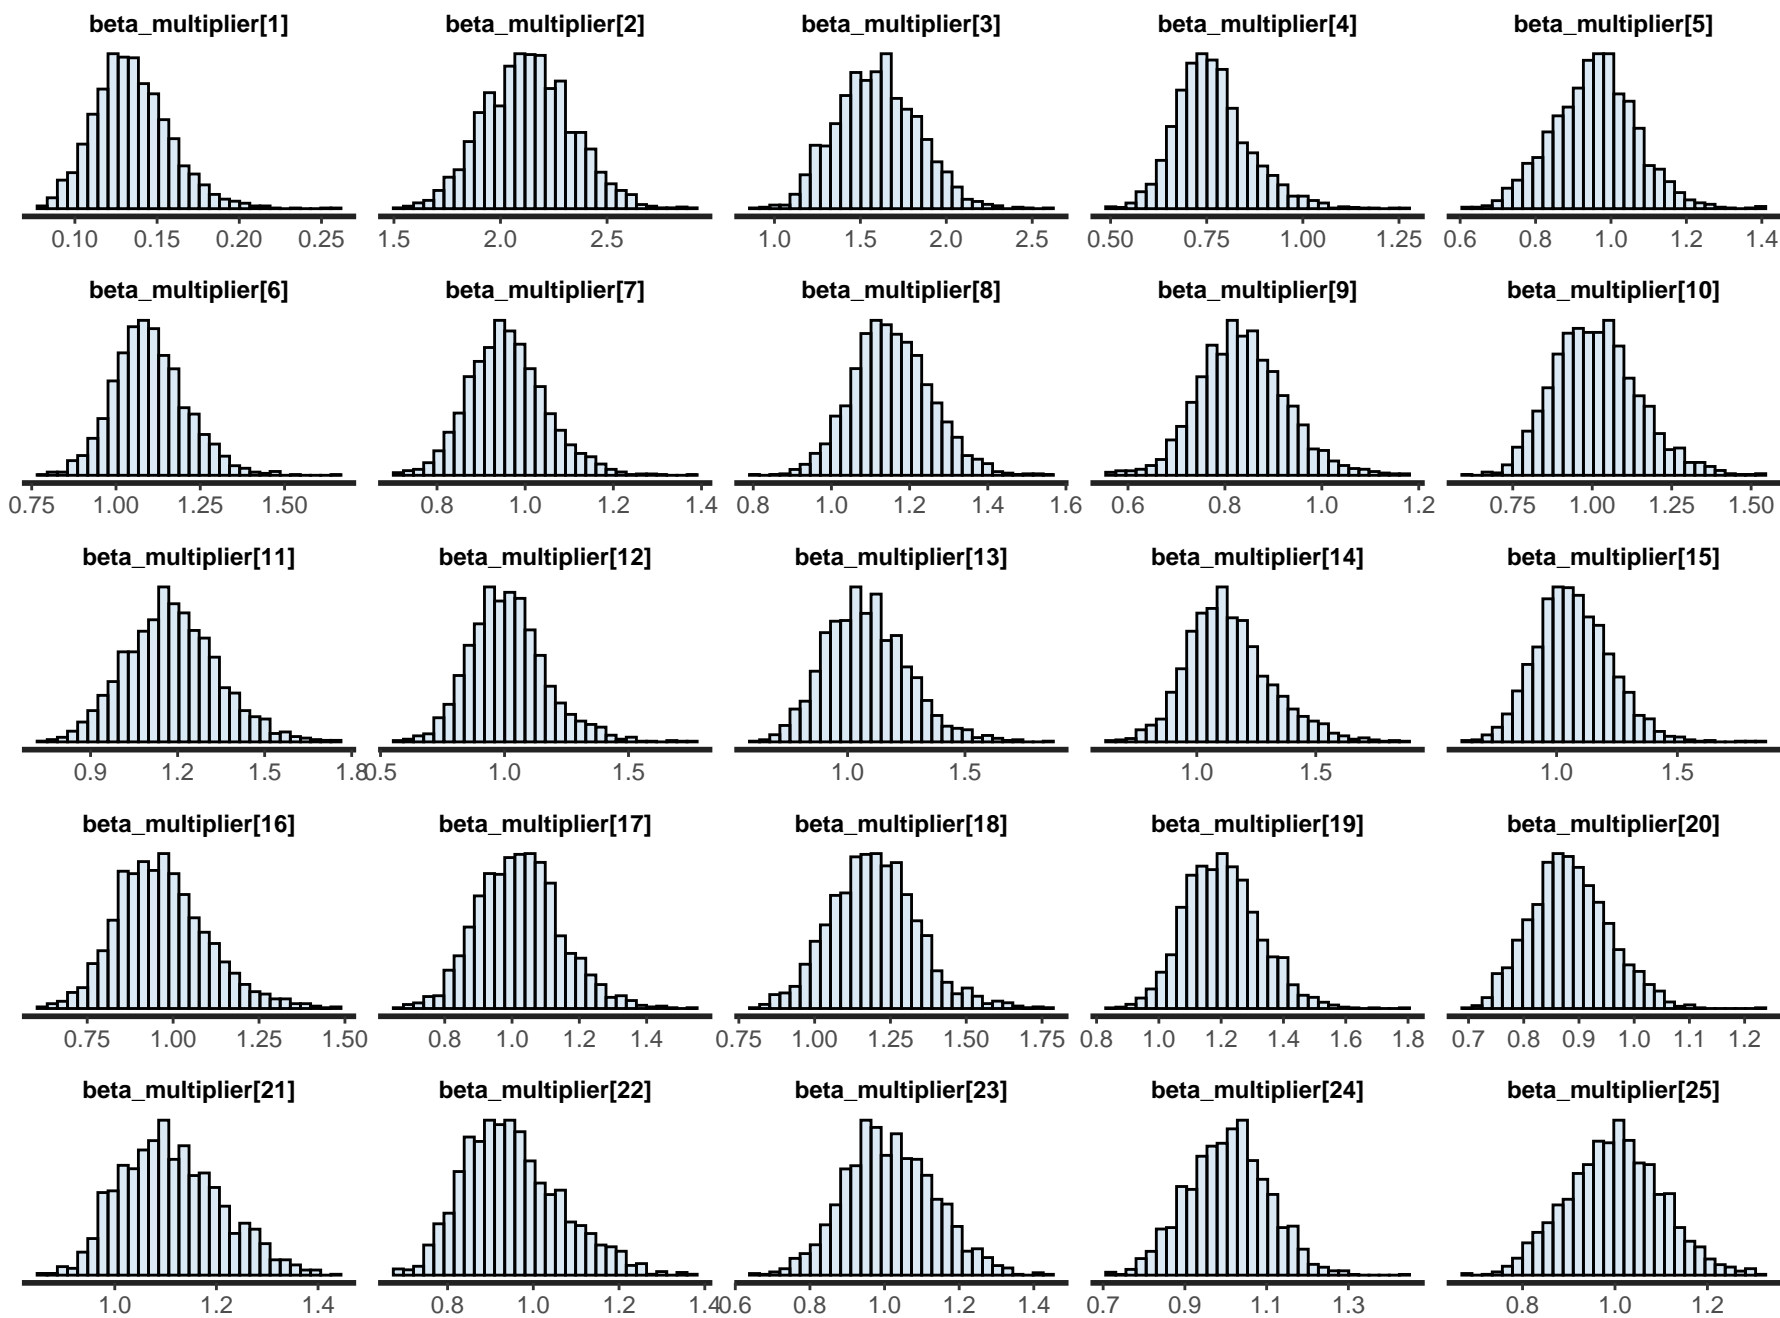 beta_multiplier[1] beta_multiplier[2] beta_multiplier[3] beta_multiplier[4] beta_multiplier[5]
0.10 0.15 0.20 0.25 1.5 2.0 2.5 1.0 1.5 2.0 2.5 0.50 0.75 1.00 1.25 0.6 0.8 1.0 1.2 1.4
beta_multiplier[6] beta_multiplier[7] beta_multiplier[8] beta_multiplier[9] beta_multiplier[10]
0.75 1.00 1.25 1.50 0.8 1.0 1.2 1.4 0.8 1.0 1.2 1.4 1.6 0.6 0.8 1.0 1.2 0.75 1.00 1.25 1.50
beta_multiplier[11] beta_multiplier[12] beta_multiplier[13] beta_multiplier[14] beta_multiplier[15]
0.9 1.2 1.5 1.8 0.5 1.0 1.5 1.0 1.5 1.0 1.5 1.0 1.5
beta_multiplier[16] beta_multiplier[17] beta_multiplier[18] beta_multiplier[19] beta_multiplier[20]
0.75 1.00 1.25 1.50 0.8 1.0 1.2 1.4 0.75 1.00 1.25 1.50 1.75 0.8 1.0 1.2 1.4 1.6 1.8 0.7 0.8 0.9 1.0 1.1 1.2
beta_multiplier[21] beta_multiplier[22] beta_multiplier[23] beta_multiplier[24] beta_multiplier[25]
1.0 1.2 1.4 0.8 1.0 1.2 1.4 0.6 0.8 1.0 1.2 1.4 0.7 0.9 1.1 1.3 0.8 1.0 1.2